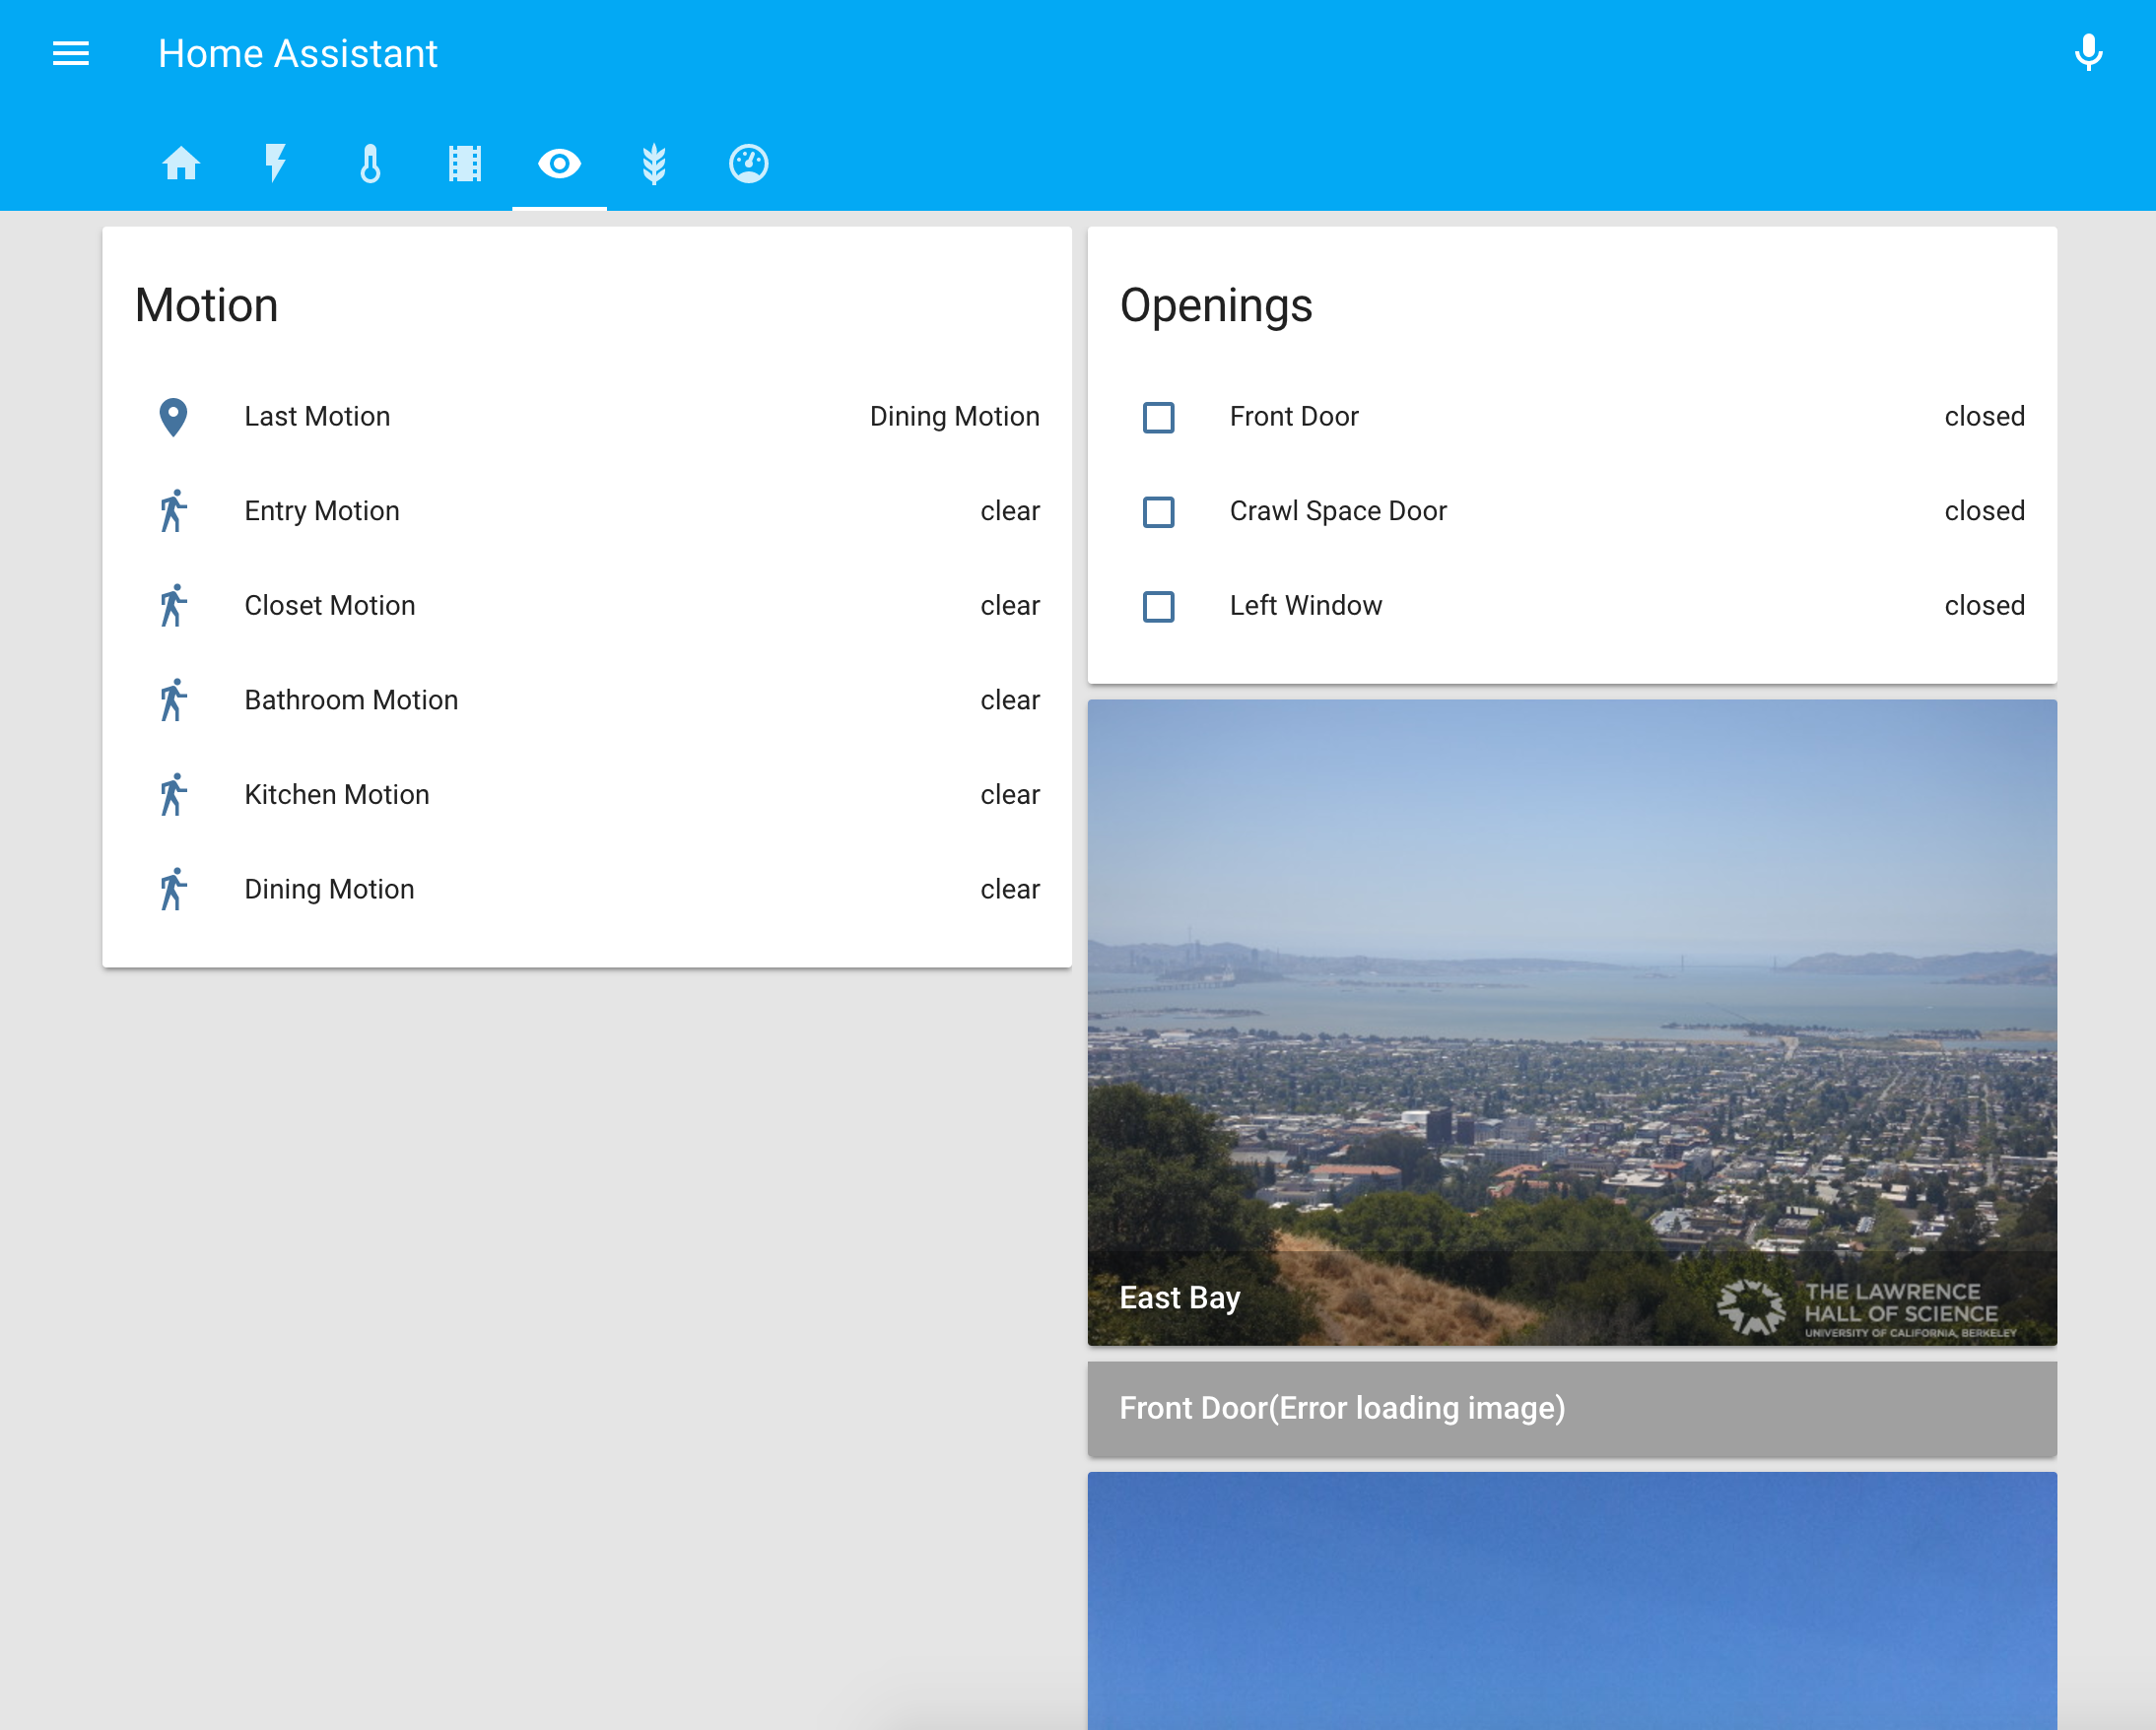 Home Assistant
Motion
Last Motion Dining Motion
Entry Motion clear
Closet Motion clear
Bathroom Motion clear
Kitchen Motion clear
Dining Motion clear
Openings
Front Door closed
Crawl Space Door closed
Left Window closed
East Bay
THE LAWRENCE
HALL OF SCIENCE
UNIVERSITY OF CALIFORNIA, BERKELEY
Front Door(Error loading image)